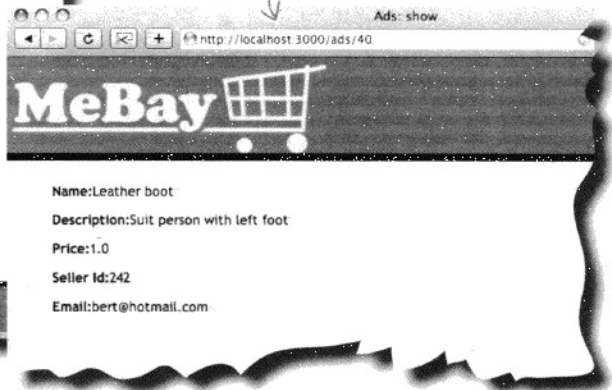 Ads: show
http://localhost:3000/ads/40
MeBay
Name:Leather boot
Description:Suit person with left foot
Price:1.0
Seller Id:242
Email:bert@hotmail.com